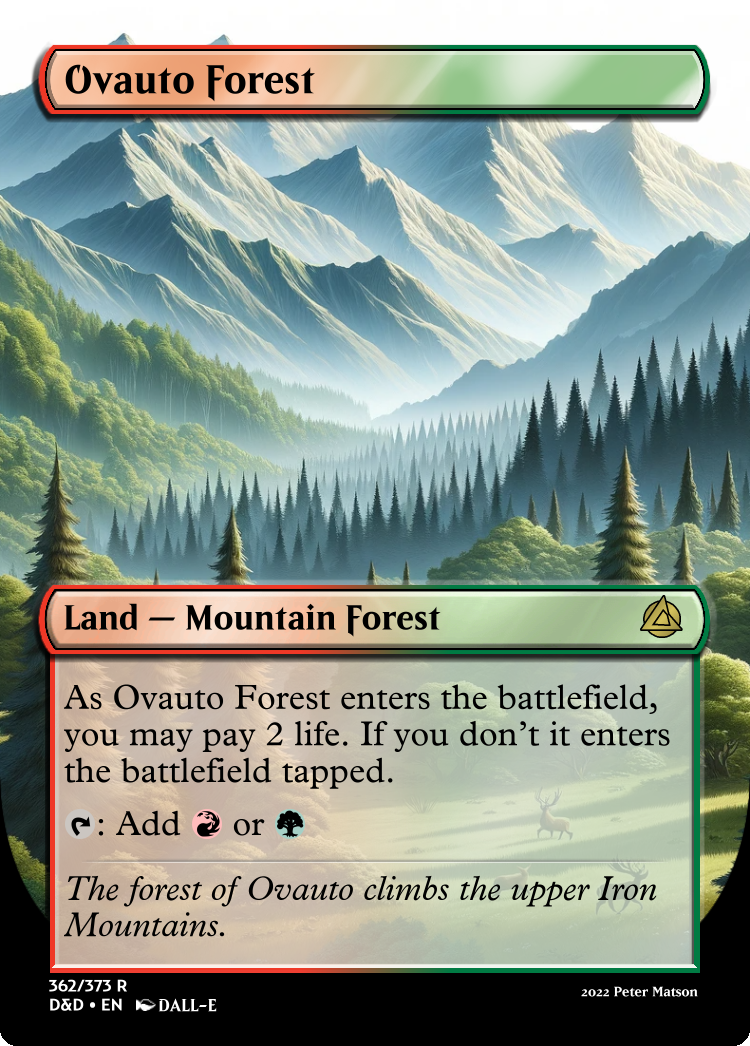 Ovauto Forest
Land — Mountain Forest
As Ovauto Forest enters the battlefield,
you may pay 2 life. If you don't it enters
the battlefield tapped.
: Add or
The forest of Ovauto climbs the upper Iron
Mountains.
362/373 R
D&D • EN DALL-E
2022 Peter Matson